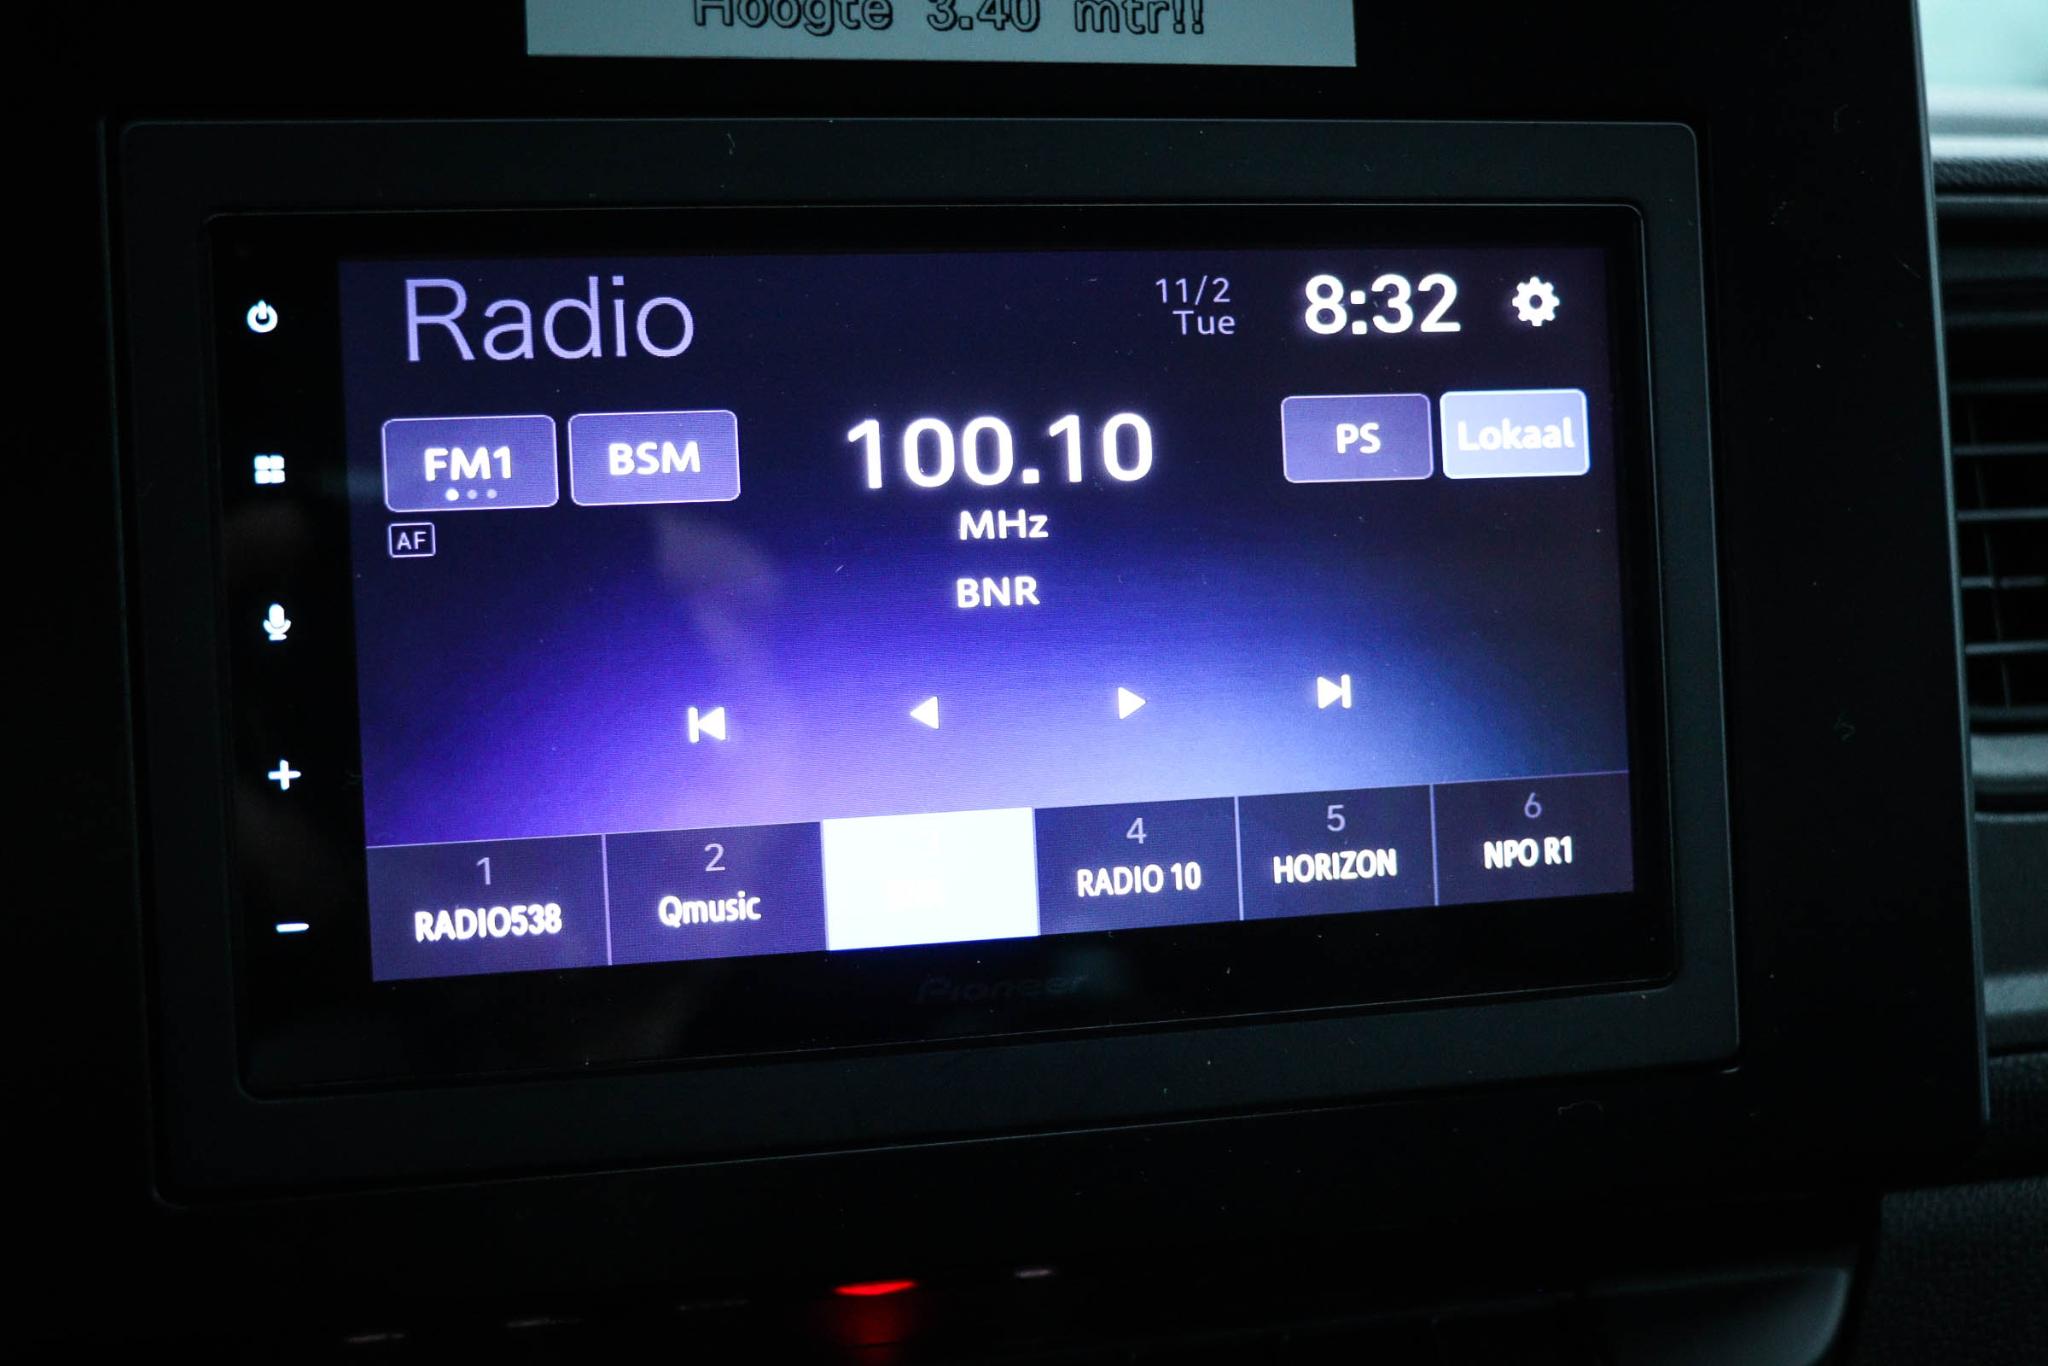 Hoogte 3.40 mtr!!
Radio
11/2
Tue
8:32
FM1
BSM
100.10
MHz
BNR
PS
Lokaal
AF
1
RADIO538
2
Qmusic
4
RADIO 10
5
HORIZON
6
NPO R1
Pioneer